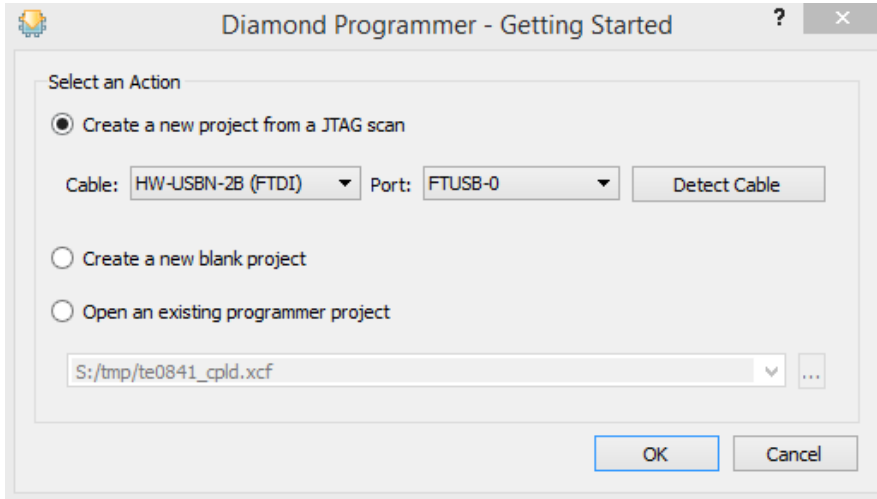 Diamond Programmer - Getting Started ?
Select an Action
Create a new project from a JTAG scan
Cable: HW-USBN-2B (FTDI) Port: FTUSB-0 Detect Cable
Create a new blank project
Open an existing programmer project
S:/tmp/te0841_cpld.xcf ...
OK Cancel